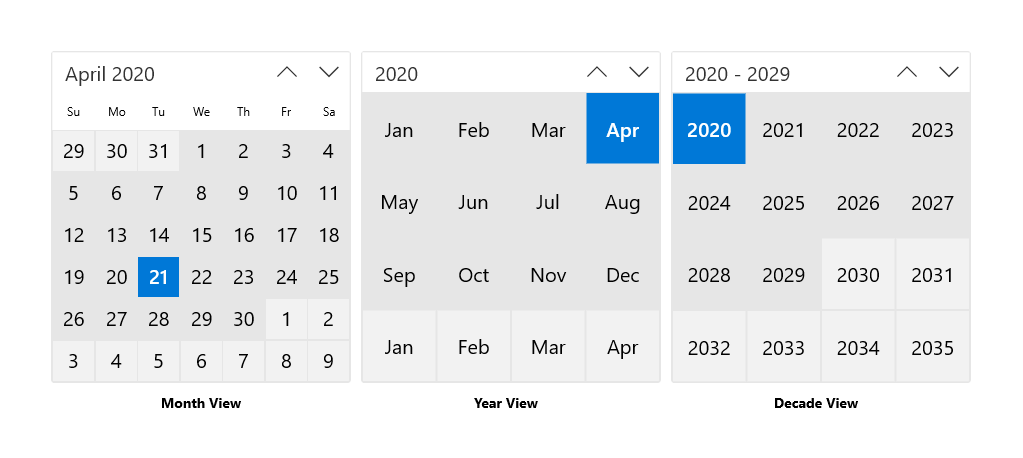 April 2020
Su Mo Tu We Th Fr Sa
29 30 31 1 2 3 4
5 6 7 8 9 10 11
12 13 14 15 16 17 18
19 20 21 22 23 24 25
26 27 28 29 30 1 2
3 4 5 6 7 8 9
Month View
2020
Jan Feb Mar Apr
May Jun Jul Aug
Sep Oct Nov Dec
Jan Feb Mar Apr
Year View
2020 - 2029
2020 2021 2022 2023
2024 2025 2026 2027
2028 2029 2030 2031
2032 2033 2034 2035
Decade View